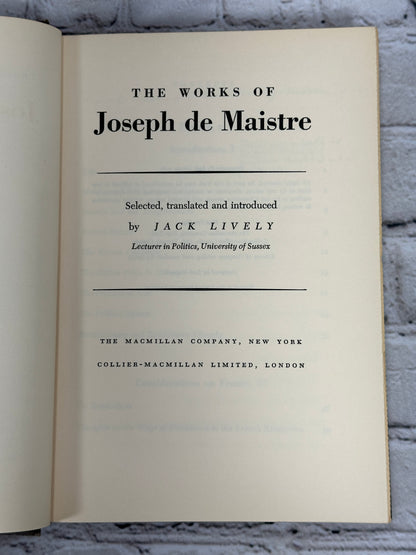 THE WORKS OF
Joseph de Maistre
Selected, translated and introduced
by JACK LIVELY
Lecturer in Politics, University of Sussex
THE MACMILLAN COMPANY, NEW YORK
COLLIER-MACMILLAN LIMITED, LONDON